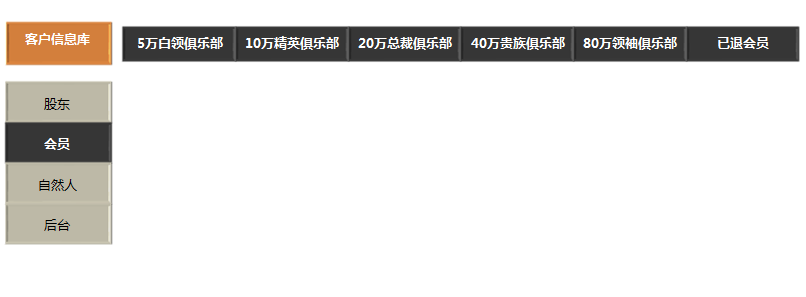 客户信息库
5万白领俱乐部 10万精英俱乐部 20万总裁俱乐部 40万贵族俱乐部 80万领袖俱乐部 已退会员
股东
会员
自然人
后台